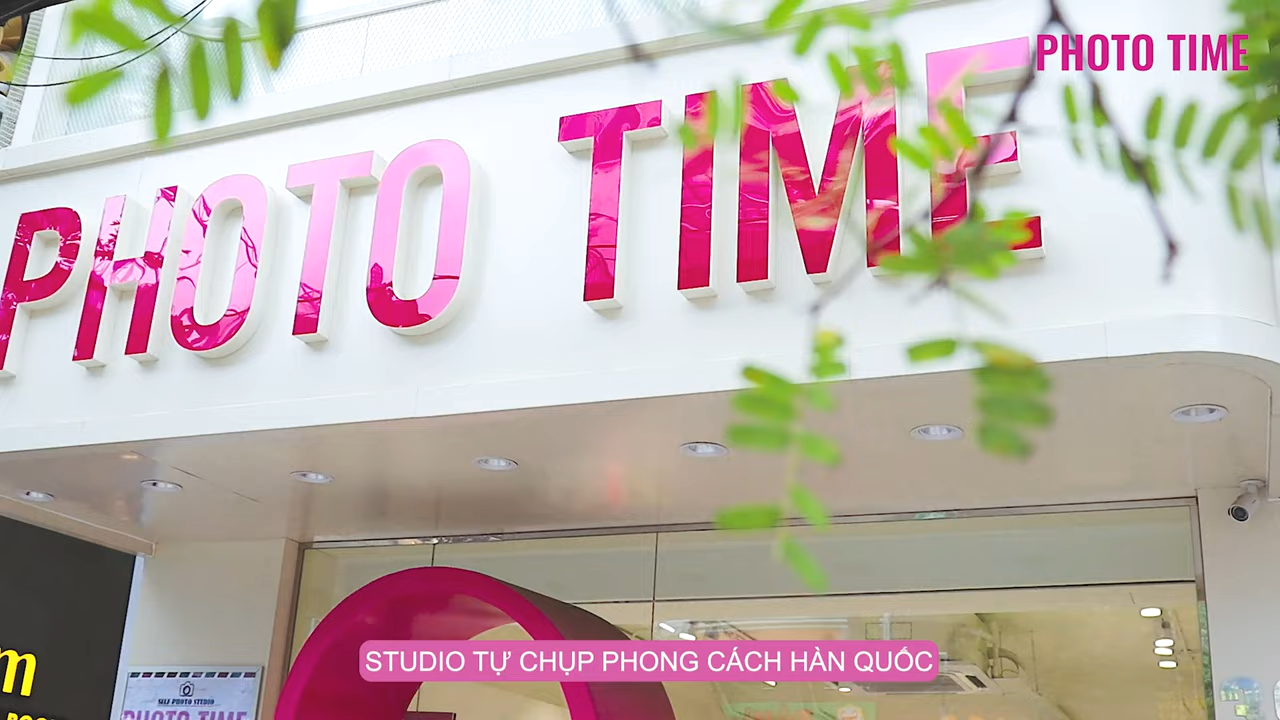 PHOTO TIME
PHOTO TIME
STUDIO TỰ CHỤP PHONG CÁCH HÀN QUỐC
m
SELF PHOTO STUDIO
PHOTO TIME